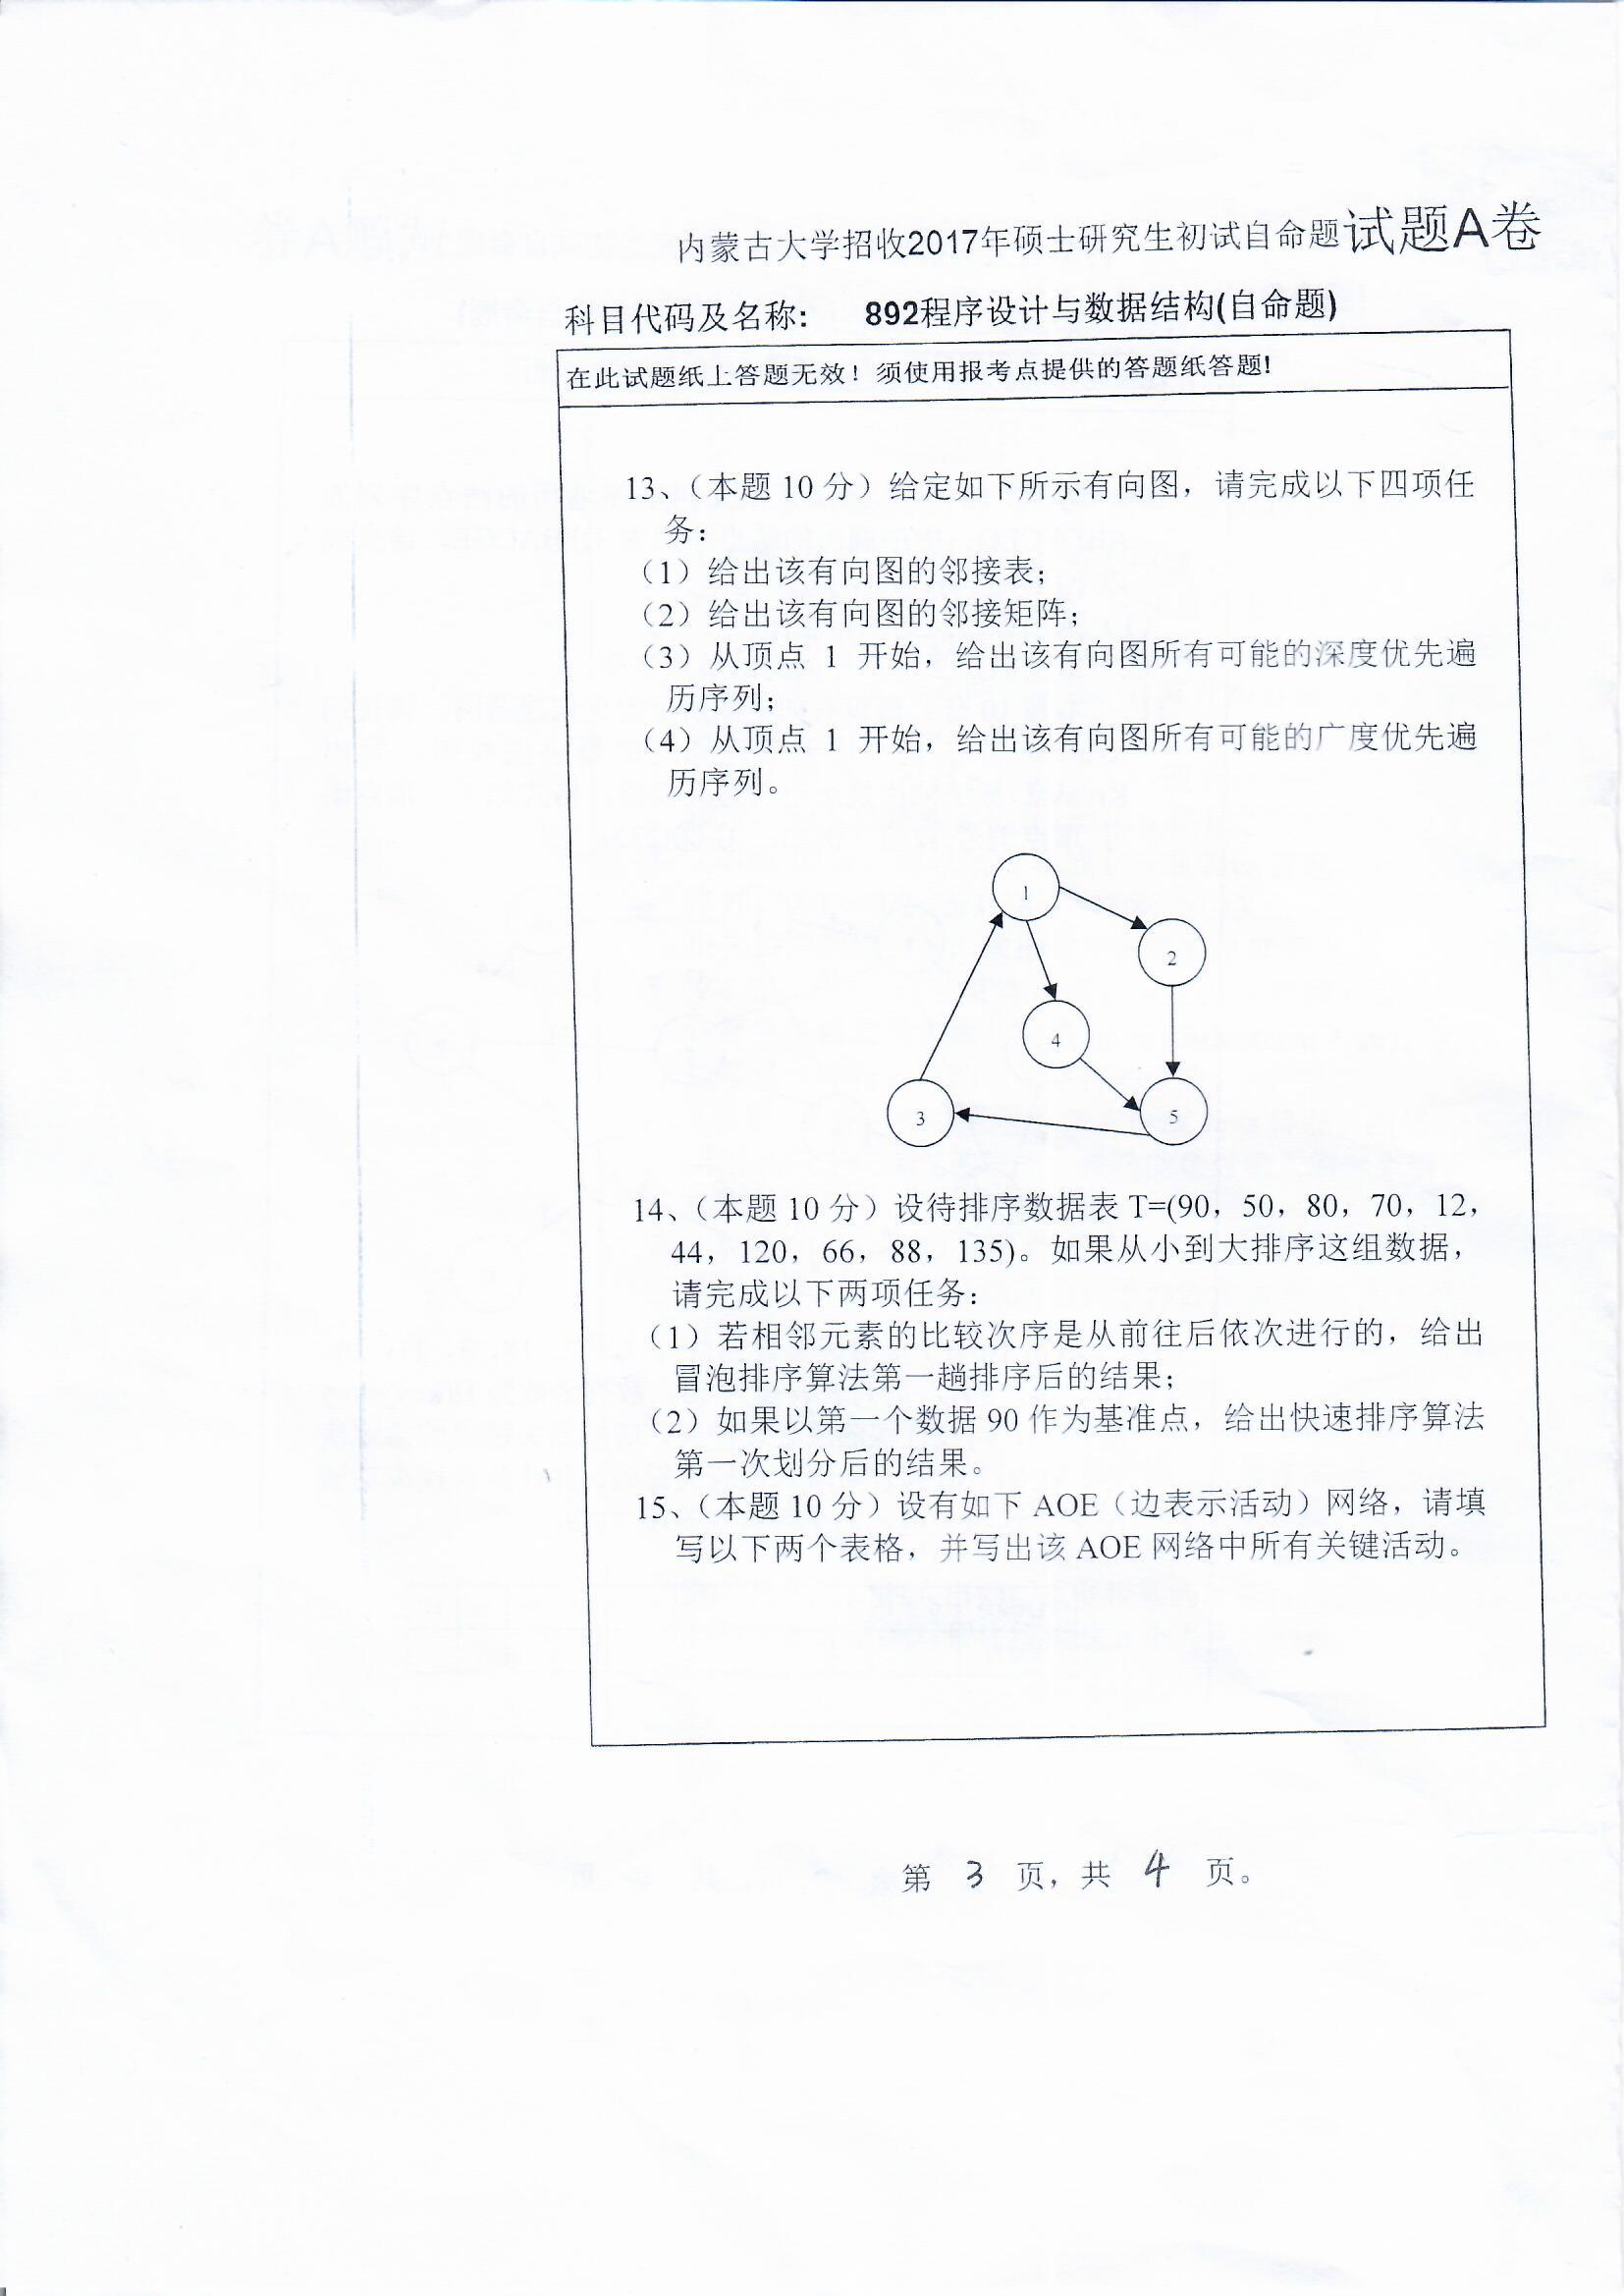 内蒙古大学招收2017年硕士研究生初试自命题试题A卷
科目代码及名称: 892程序设计与数据结构(自命题)
在此试题纸上答题无效！须使用报考点提供的答题纸答题!
13、（本题 10 分）给定如下所示有向图，请完成以下四项任
务：
（1）给出该有向图的邻接表；
（2）给出该有向图的邻接矩阵；
（3）从顶点 1 开始，给出该有向图所有可能的深度优先遍
历序列；
（4）从顶点 1 开始，给出该有向图所有可能的广度优先遍
历序列。
1
2
4
3
5
14、（本题 10 分）设待排序数据表 T=(90，50，80，70，12，
44，120，66，88，135)。如果从小到大排序这组数据，
请完成以下两项任务：
（1）若相邻元素的比较次序是从前往后依次进行的，给出
冒泡排序算法第一趟排序后的结果；
（2）如果以第一个数据 90 作为基准点，给出快速排序算法
第一次划分后的结果。
15、（本题 10 分）设有如下 AOE（边表示活动）网络，请填
写以下两个表格，并写出该 AOE 网络中所有关键活动。
第 3 页，共 4 页。